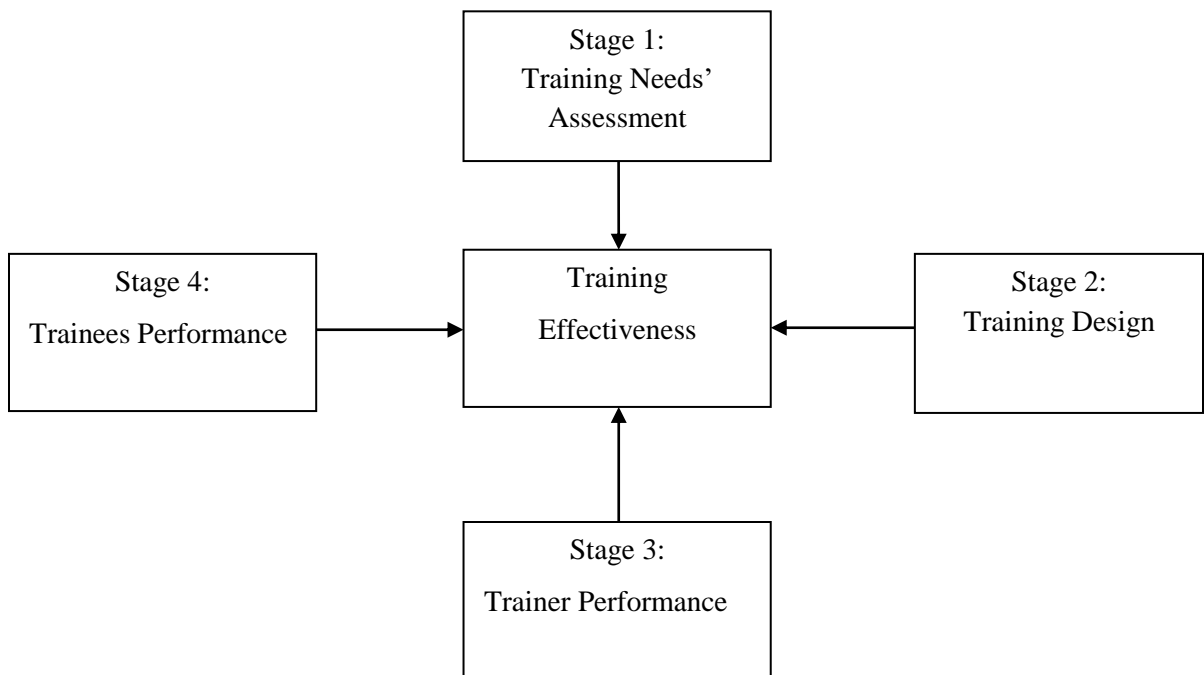 Stage 1:
Training Needs’
Assessment
Stage 4:
Trainees Performance
Training
Effectiveness
Stage 2:
Training Design
Stage 3:
Trainer Performance